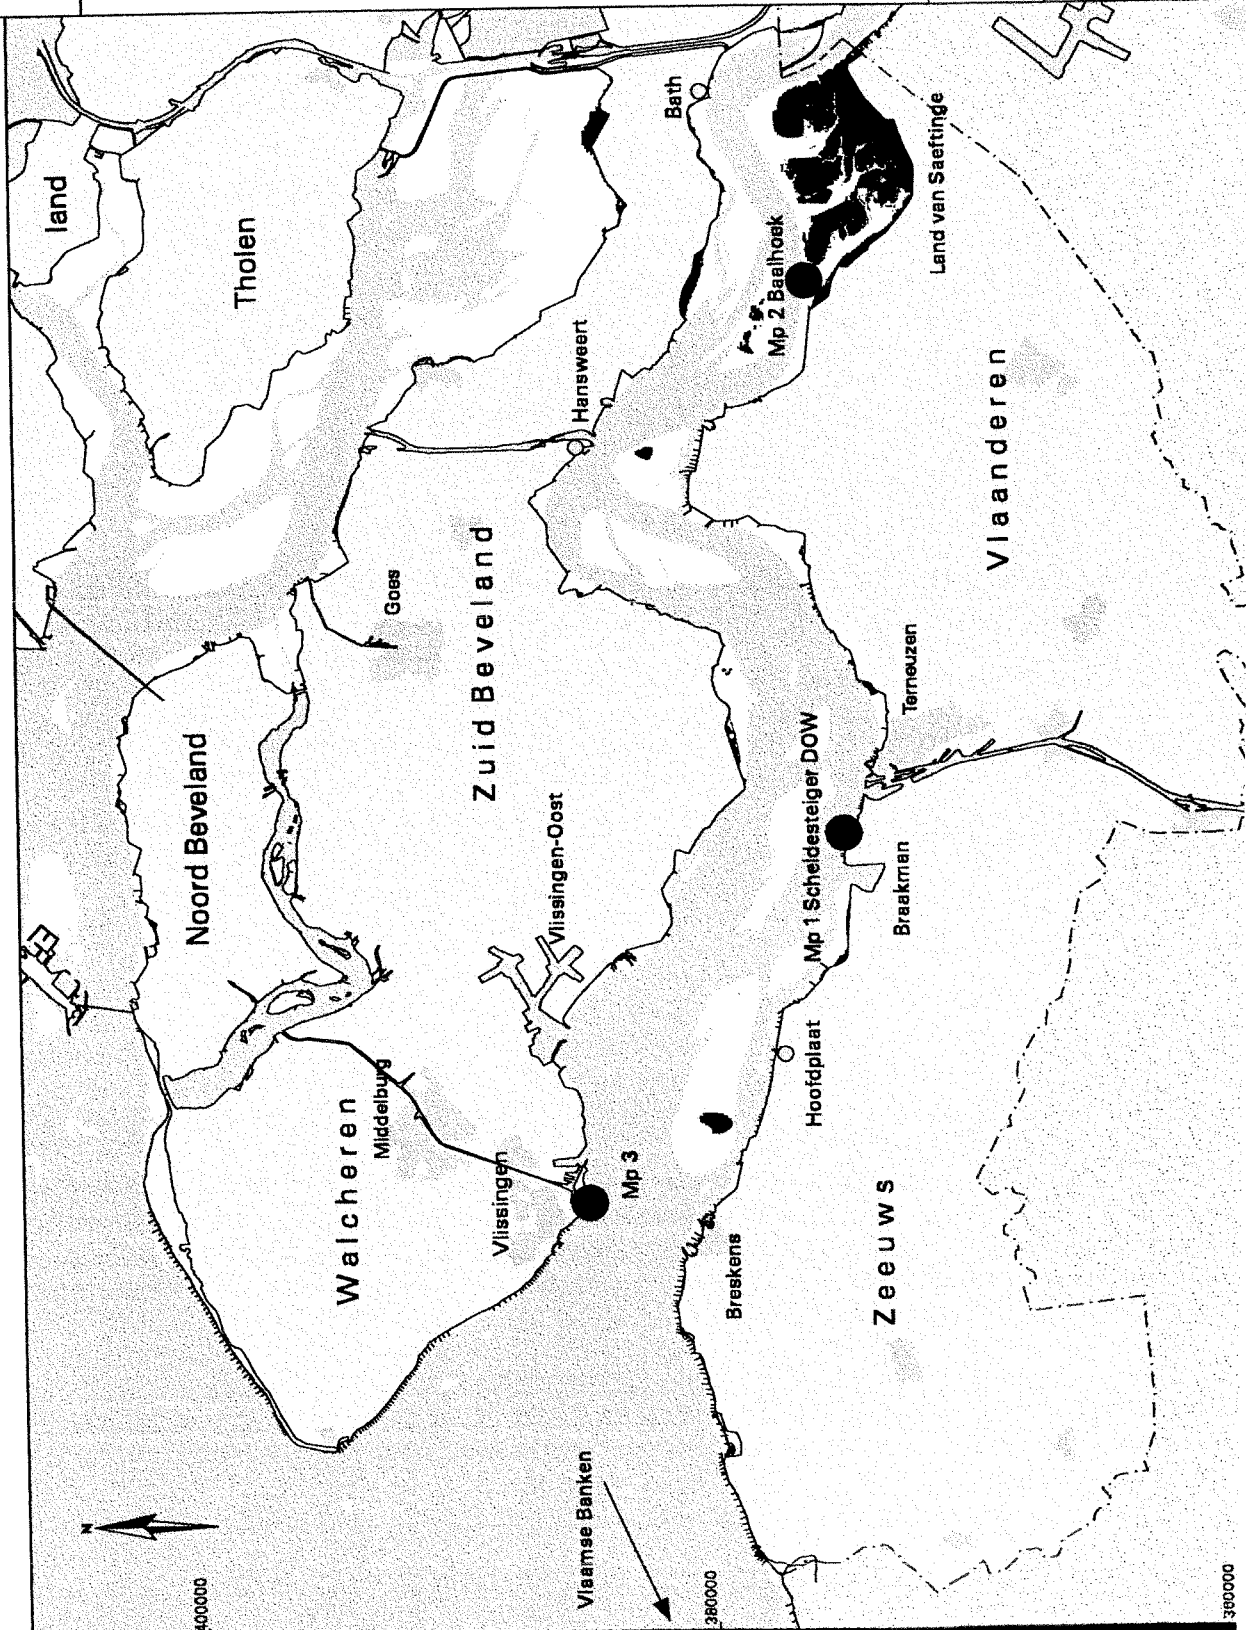 N
400000
380000
360000
land
Tholen
Noord Beveland
Walcheren
Middelburg
Vlissingen
Mp 3
Vlissingen-Oost
Zuid Beveland
Goes
Hansweert
Bath
Vlaamse Banken
Breskens
Hoofdplaat
Mp 1 Scheldesteiger DOW
Braakman
Terneuzen
Mp 2 Baalhoek
Land van Saeftinge
Zeeuws
Vlaanderen